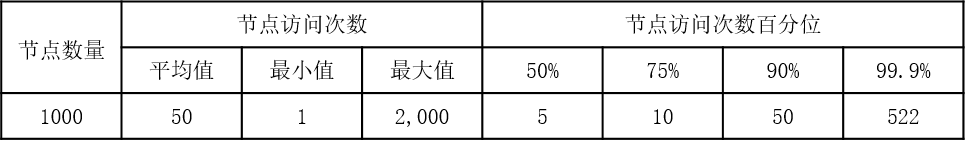 节点数量 节点访问次数 节点访问次数百分位
平均值 最小值 最大值 50% 75% 90% 99.9%
1000 50 1 2,000 5 10 50 522